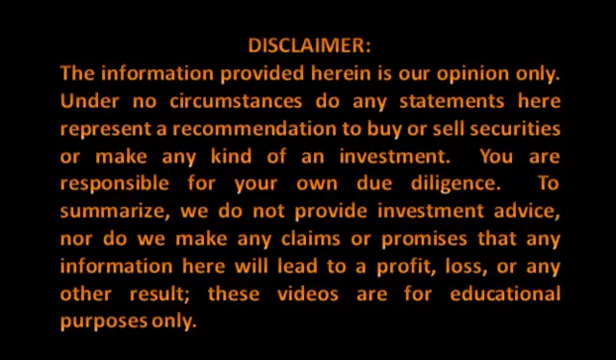 DISCLAIMER:
The information provided herein is our opinion only.
Under no circumstances do any statements here
represent a recommendation to buy or sell securities
or make any kind of an investment. You are
responsible for your own due diligence. To
summarize, we do not provide investment advice,
nor do we make any claims or promises that any
information here will lead to a profit, loss, or any
other result; these videos are for educational
purposes only.